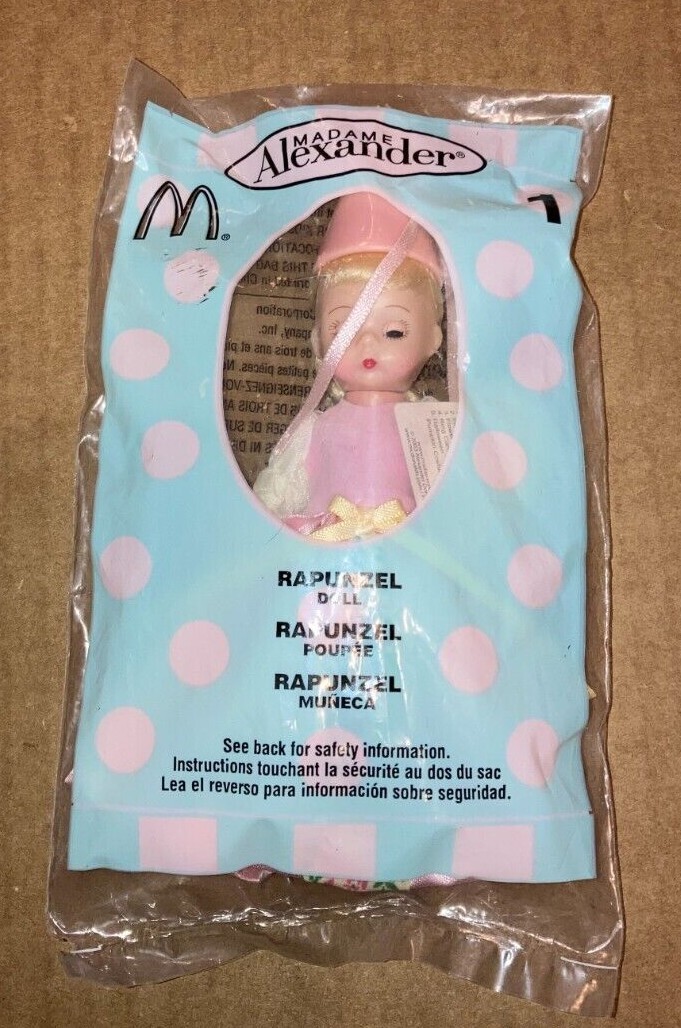 MADAME
Alexander®
M®
1
RAPUNZEL
DOLL
RAPUNZEL
POUPÉE
RAPUNZEL
MUÑECA
See back for safety information.
Instructions touchant la sécurité au dos du sac
Lea el reverso para información sobre seguridad.